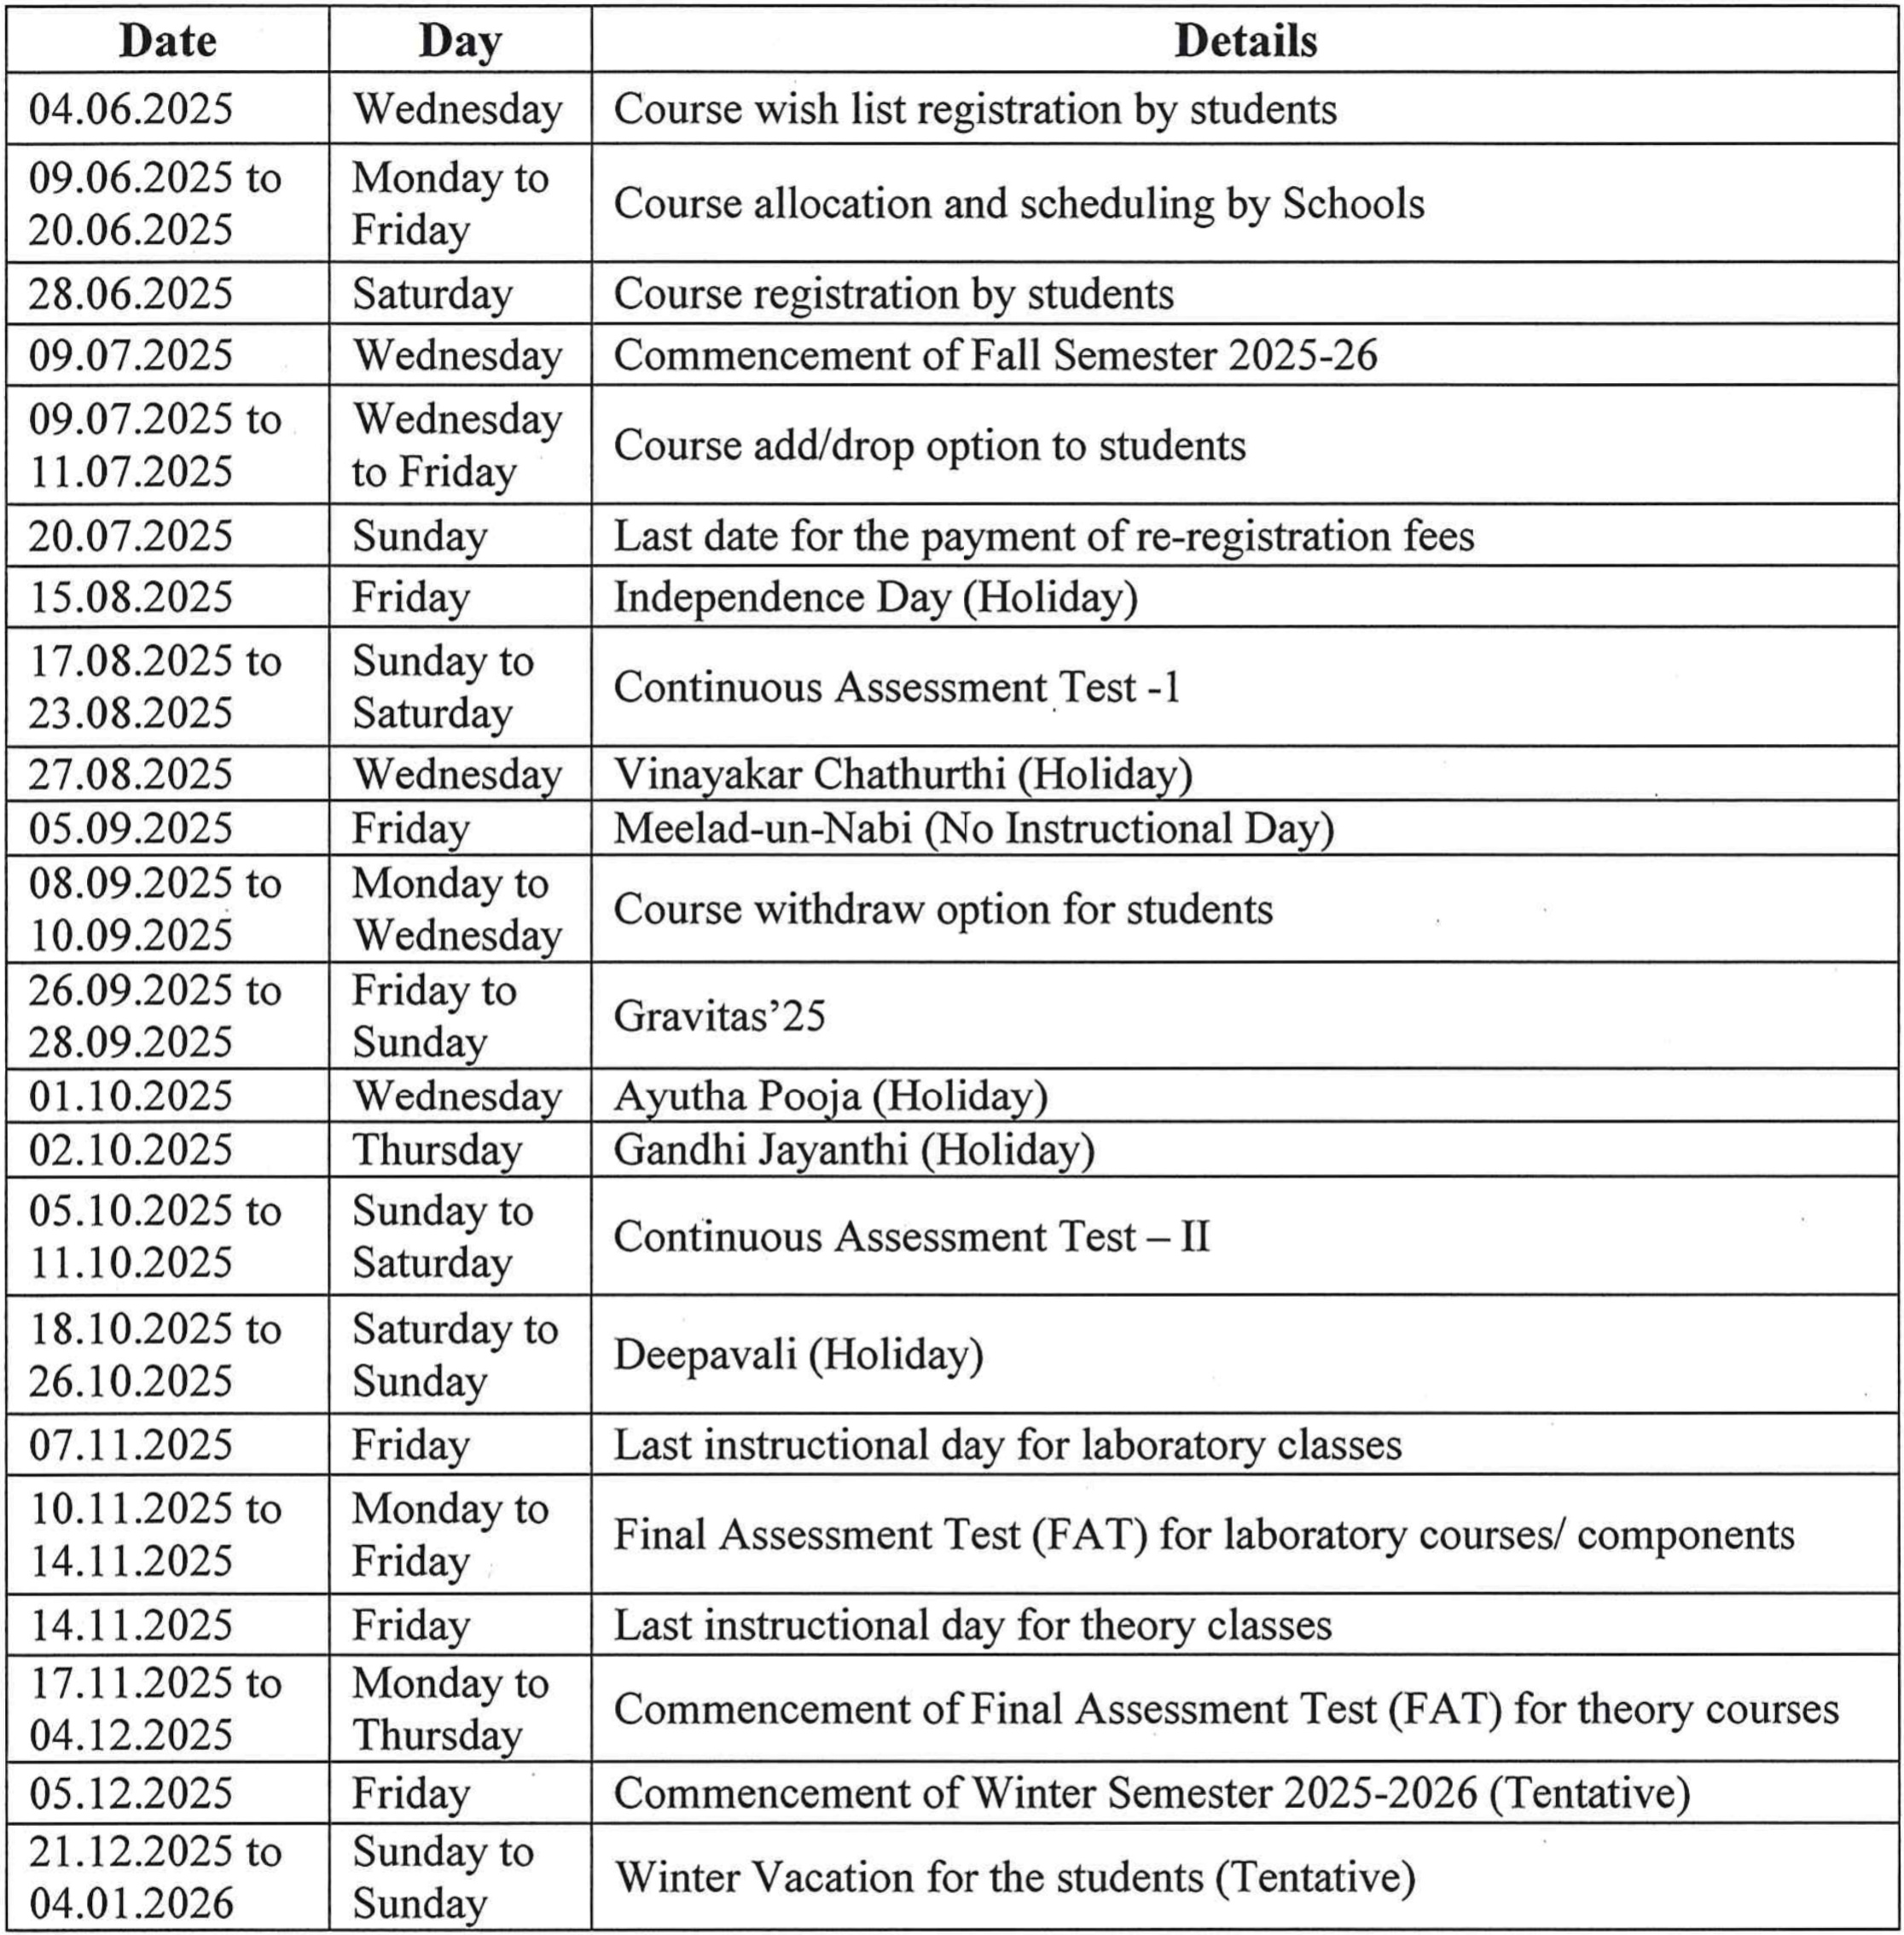 Date Day Details
04.06.2025 Wednesday Course wish list registration by students
09.06.2025 to Monday to
20.06.2025 Friday
Course allocation and scheduling by Schools
28.06.2025 Saturday Course registration by students
09.07.2025 Wednesday Commencement of Fall Semester 2025-26
09.07.2025 to Wednesday
11.07.2025 to Friday
Course add/drop option to students
20.07.2025 Sunday Last date for the payment of re-registration fees
15.08.2025 Friday Independence Day (Holiday)
17.08.2025 to Sunday to
23.08.2025 Saturday
Continuous Assessment Test -1
27.08.2025 Wednesday Vinayakar Chathurthi (Holiday)
05.09.2025 Friday Meelad-un-Nabi (No Instructional Day)
08.09.2025 to Monday to
10.09.2025 Wednesday
Course withdraw option for students
26.09.2025 to Friday to
28.09.2025 Sunday
Gravitas’25
01.10.2025 Wednesday Ayutha Pooja (Holiday)
02.10.2025 Thursday Gandhi Jayanthi (Holiday)
05.10.2025 to Sunday to
11.10.2025 Saturday
Continuous Assessment Test – II
18.10.2025 to Saturday to
26.10.2025 Sunday
Deepavali (Holiday)
07.11.2025 Friday Last instructional day for laboratory classes
10.11.2025 to Monday to
14.11.2025 Friday
Final Assessment Test (FAT) for laboratory courses/ components
14.11.2025 Friday Last instructional day for theory classes
17.11.2025 to Monday to
04.12.2025 Thursday
Commencement of Final Assessment Test (FAT) for theory courses
05.12.2025 Friday Commencement of Winter Semester 2025-2026 (Tentative)
21.12.2025 to Sunday to
04.01.2026 Sunday
Winter Vacation for the students (Tentative)